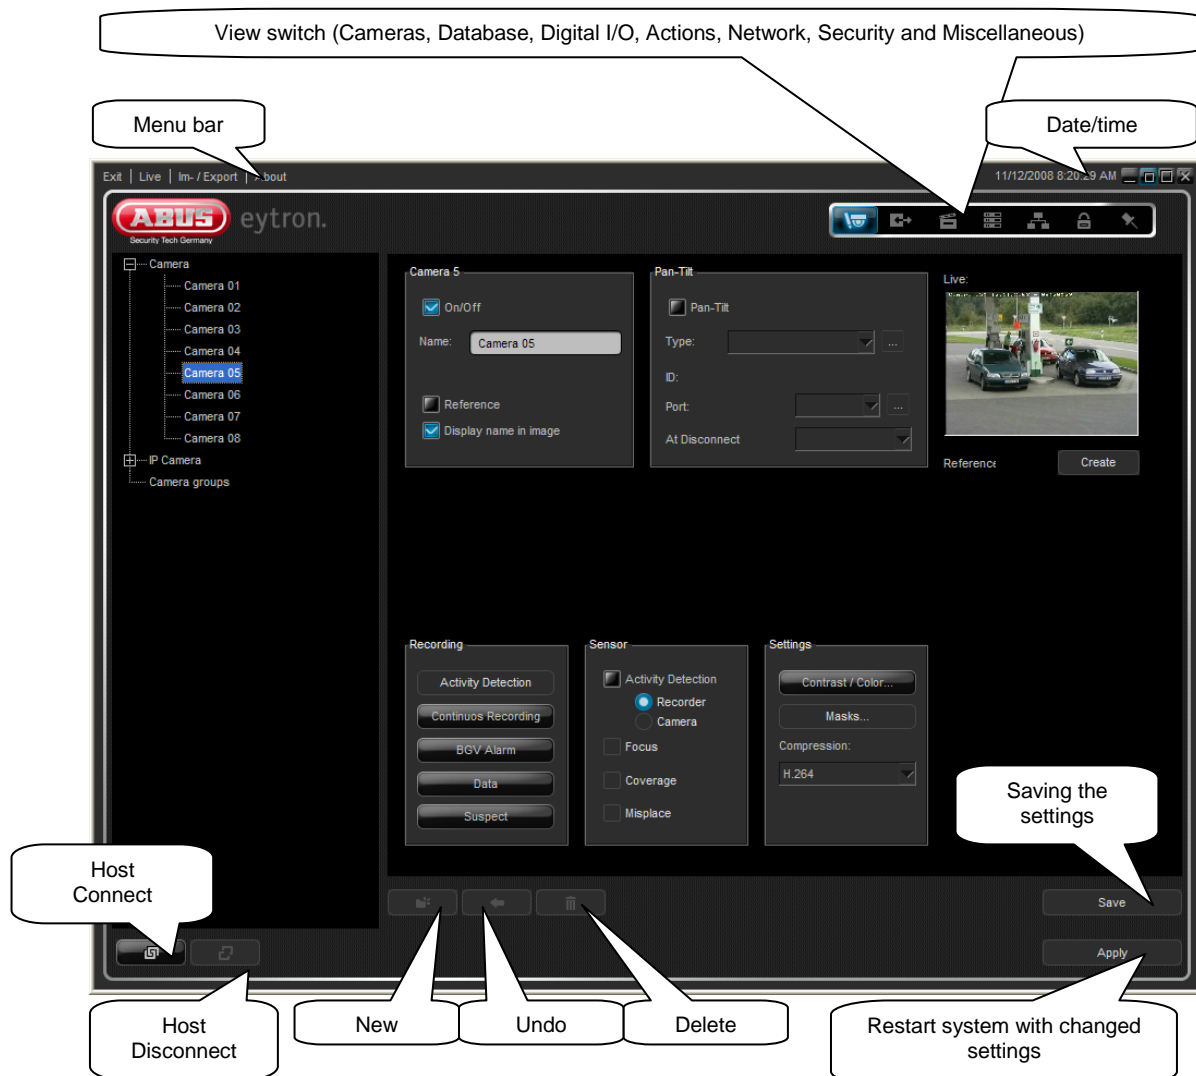 View switch (Cameras, Database, Digital I/O, Actions, Network, Security and Miscellaneous)
Menu bar
Date/time
Exit | Live | Im- / Export | About
11/12/2008 8:20:29 AM
ABUS
Security Tech Germany
eytron.
Camera
Camera 01
Camera 02
Camera 03
Camera 04
Camera 05
Camera 06
Camera 07
Camera 08
IP Camera
Camera groups
Camera 5
On/Off
Name: Camera 05
Reference
Display name in image
Pan-Tilt
Pan-Tilt
Type: ...
ID:
Port: ...
At Disconnect
Live:
Reference Create
Recording
Activity Detection
Continuos Recording
BGV Alarm
Data
Suspect
Sensor
Activity Detection
Recorder
Camera
Focus
Coverage
Misplace
Settings
Contrast / Color...
Masks...
Compression:
H.264
Saving the
settings
Host
Connect
Save
Apply
Host
Disconnect
New
Undo
Delete
Restart system with changed
settings